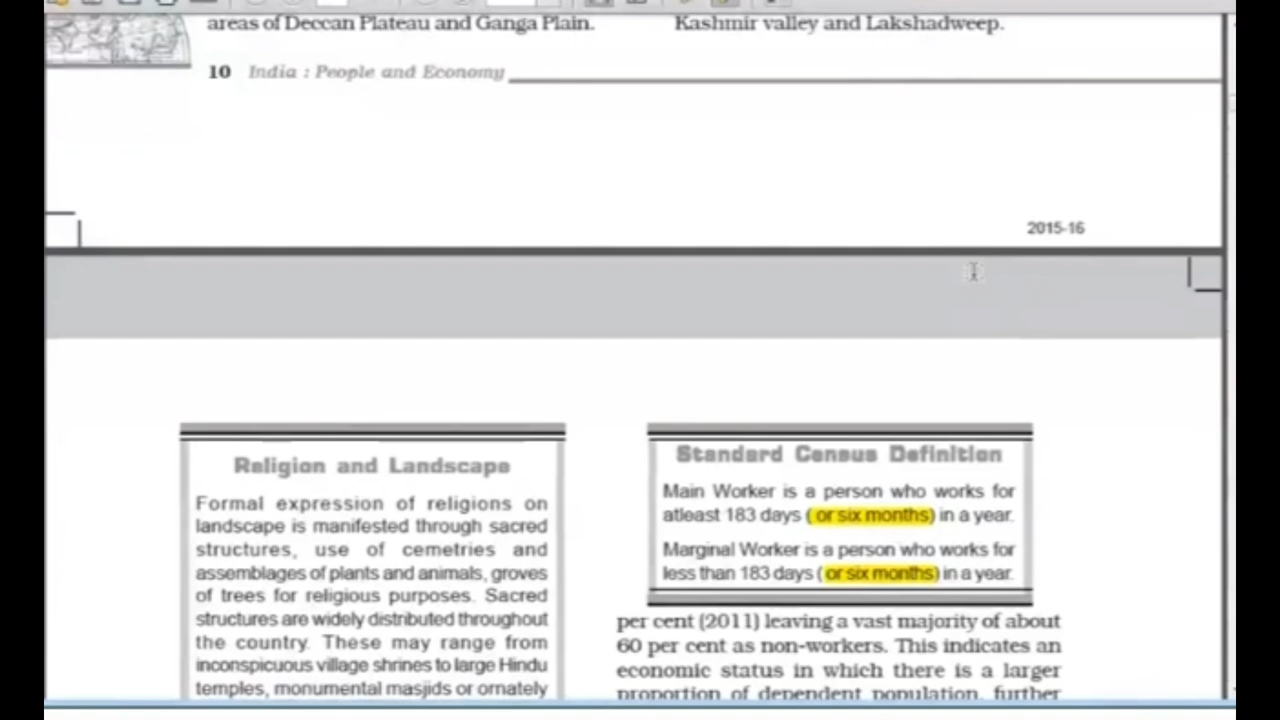 areas of Deccan Plateau and Ganga Plain.
Kashmir valley and Lakshadweep.
10 India : People and Economy
2015-16
Religion and Landscape
Formal expression of religions on
landscape is manifested through sacred
structures, use of cemetries and
assemblages of plants and animals, groves
of trees for religious purposes. Sacred
structures are widely distributed throughout
the country. These may range from
inconspicuous village shrines to large Hindu
temples, monumental masjids or ornately
Standard Census Definition
Main Worker is a person who works for
atleast 183 days ( or six months) in a year.
Marginal Worker is a person who works for
less than 183 days ( or six months) in a year.
per cent (2011) leaving a vast majority of about
60 per cent as non-workers. This indicates an
economic status in which there is a larger
proportion of dependent population, further